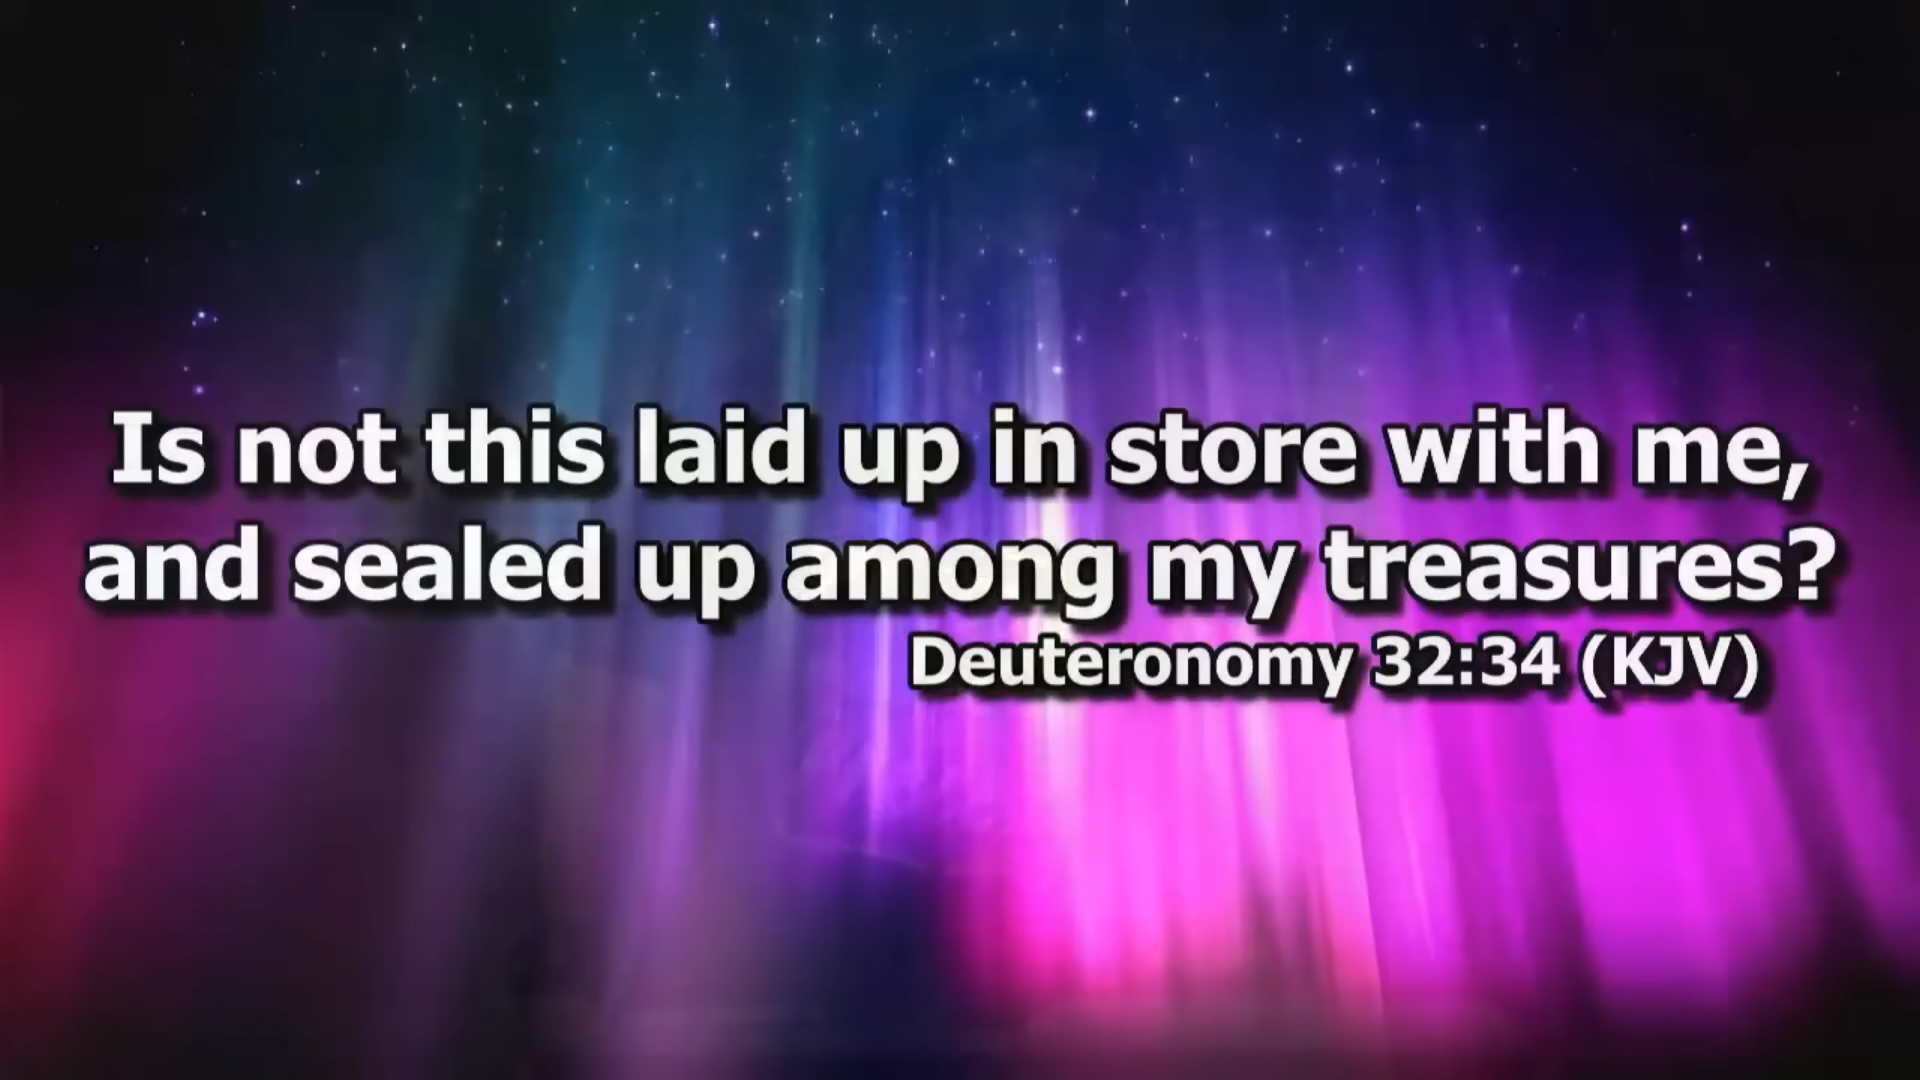 Is not this laid up in store with me,
and sealed up among my treasures?
Deuteronomy 32:34 (KJV)